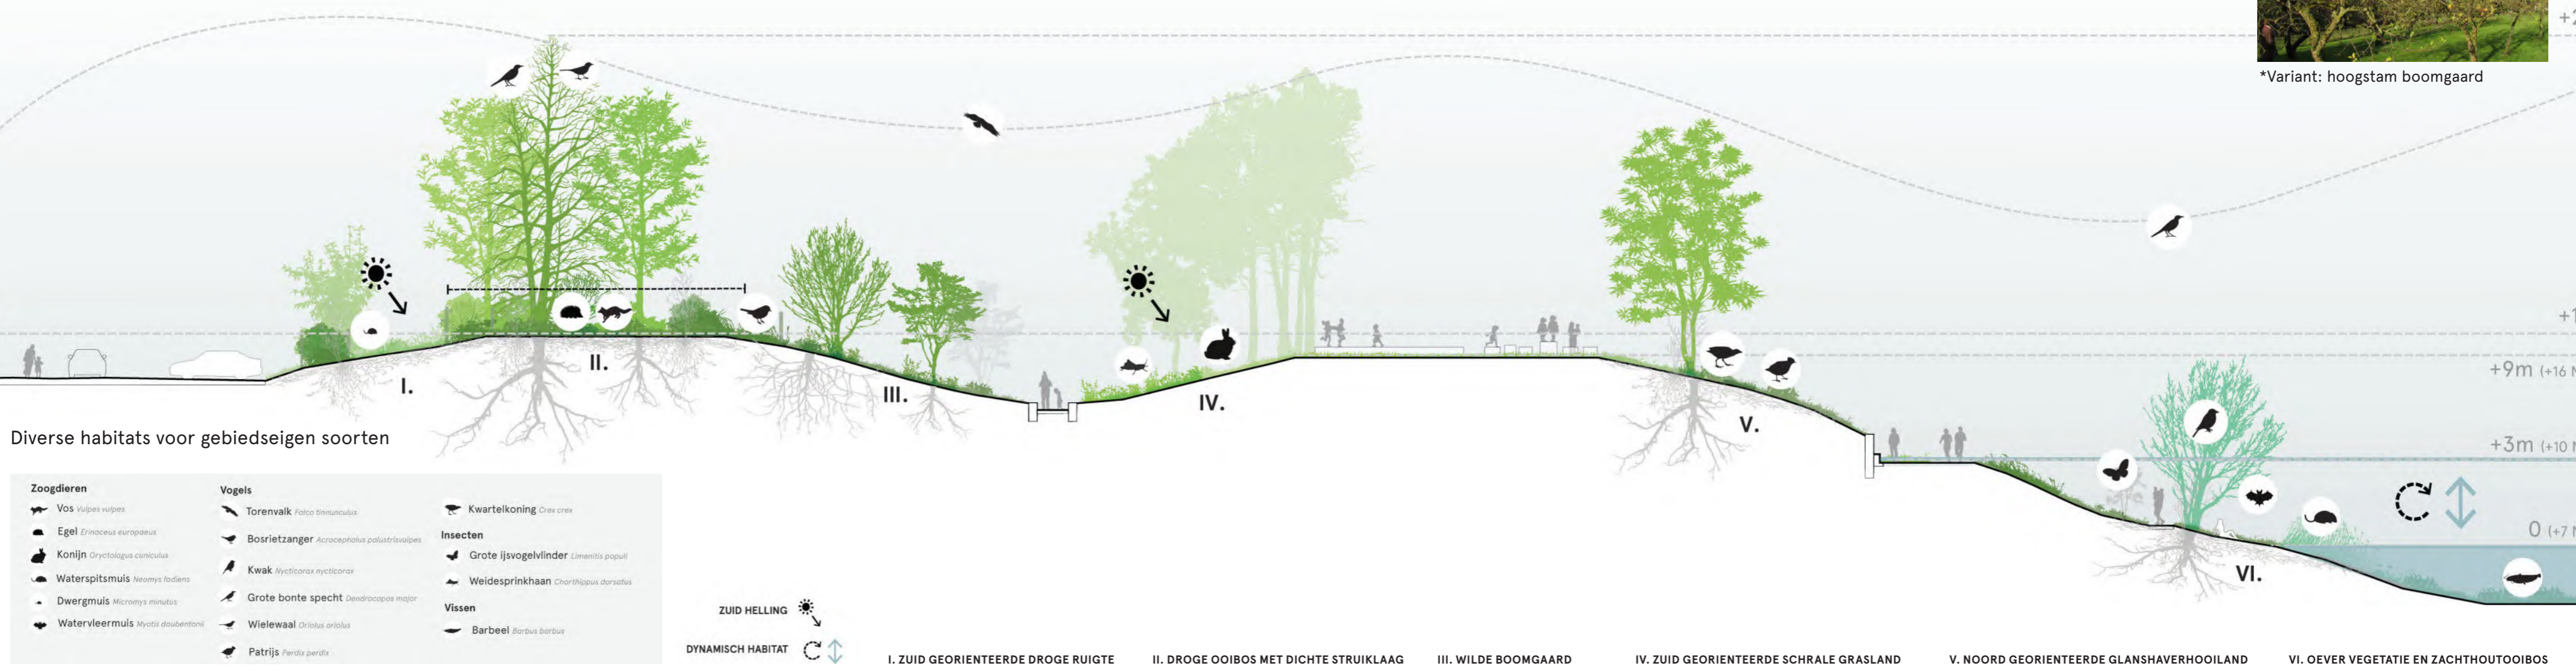 *Variant: hoogstam boomgaard
+9m (+16
+3m (+10
0 (+7
I.
II.
III.
IV.
V.
VI.
Diverse habitats voor gebiedseigen soorten
Zoogdieren
Vos Vulpes vulpes
Egel Erinaceus europaeus
Konijn Oryctolagus cuniculus
Waterspitsmuis Neomys fodiens
Dwergmuis Micromys minutus
Watervleermuis Myotis daubentonii
Vogels
Torenvalk Falco tinnunculus
Bosrietzanger Acrocephalus palustrisvulpes
Kwak Nycticorax nycticorax
Grote bonte specht Dendrocopos major
Wielewaal Oriolus oriolus
Patrijs Perdix perdix
Kwartelkoning Crex crex
Insecten
Grote ijsvogelvlinder Limenitis populi
Weidesprinkhaan Chorthippus dorsatus
Vissen
Barbeel Barbus barbus
ZUID HELLING
DYNAMISCH HABITAT
I. ZUID GEORIENTEERDE DROGE RUIGTE
II. DROGE OOIBOS MET DICHTE STRUIKLAAG
III. WILDE BOOMGAARD
IV. ZUID GEORIENTEERDE SCHRALE GRASLAND
V. NOORD GEORIENTEERDE GLANSHAVERHOOILAND
VI. OEVER VEGETATIE EN ZACHTHOUTOOIBOS